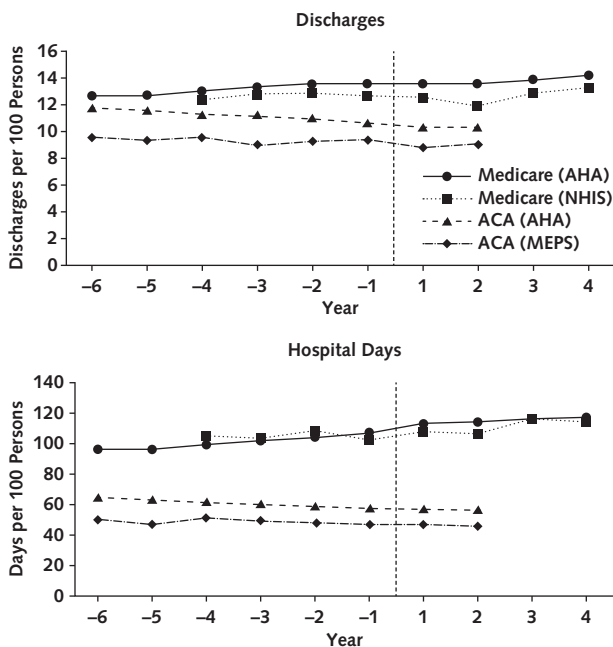 Discharges
Discharges per 100 Persons
16
14
12
10
8
6
4
2
0
Medicare (AHA)
Medicare (NHIS)
ACA (AHA)
ACA (MEPS)
–6 –5 –4 –3 –2 –1 1 2 3 4
Year
Hospital Days
Days per 100 Persons
140
120
100
80
60
40
20
0
–6 –5 –4 –3 –2 –1 1 2 3 4
Year